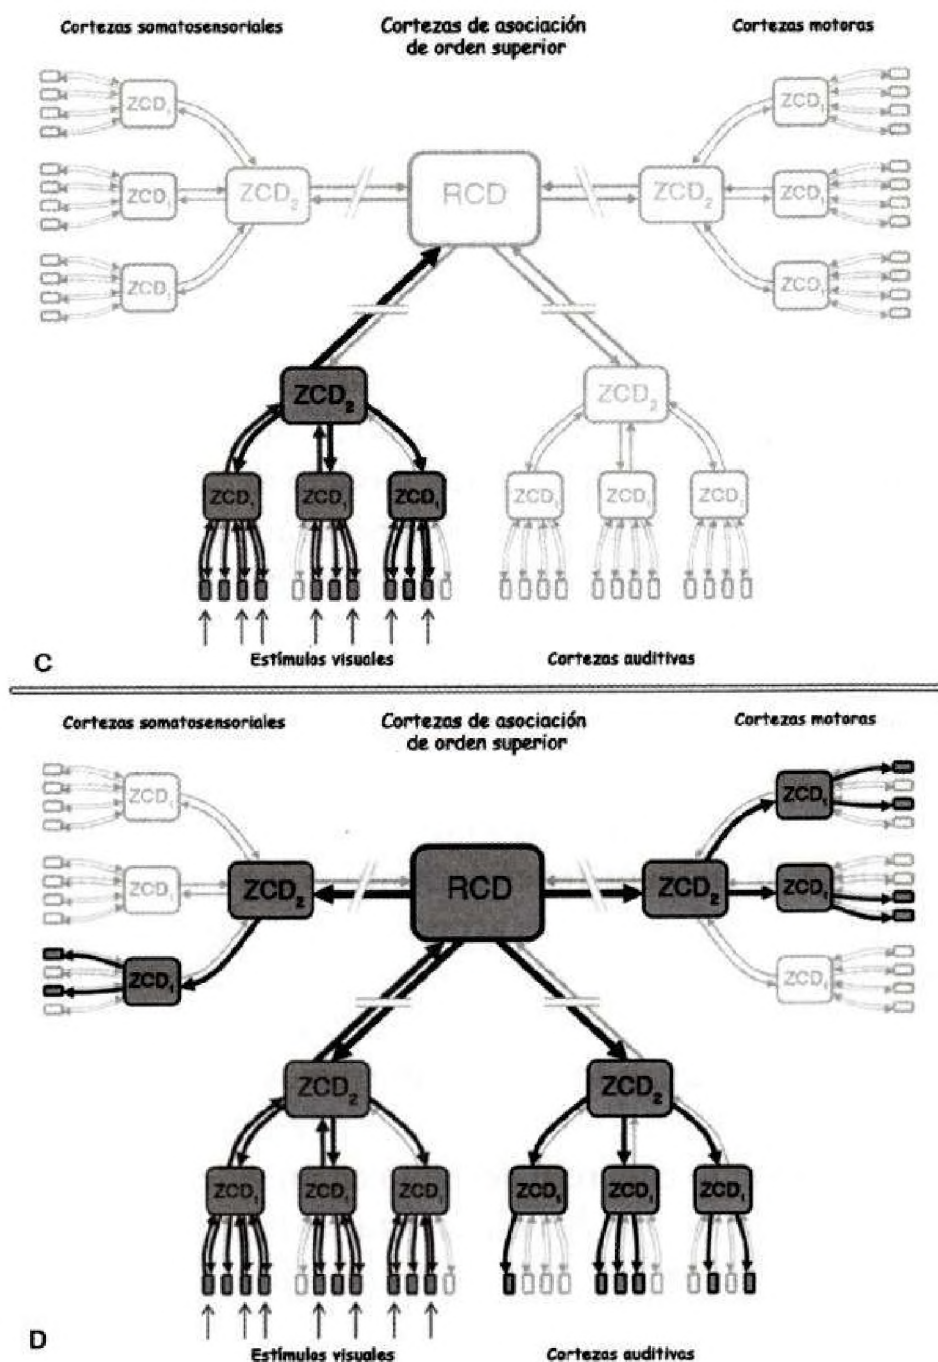 Cortezas somatosensoriales
Cortezas de asociación
de orden superior
Cortezas motoras
ZCD₁
ZCD₁
ZCD₁
ZCD₂
RCD
ZCD₂
ZCD₁
ZCD₁
ZCD₁
ZCD₂
ZCD₁
ZCD₁
ZCD₁
ZCD₂
ZCD₁
ZCD₁
ZCD₁
C
Estímulos visuales
Cortezas auditivas
Cortezas somatosensoriales
Cortezas de asociación
de orden superior
Cortezas motoras
ZCD₁
ZCD₁
ZCD₁
ZCD₂
RCD
ZCD₂
ZCD₁
ZCD₁
ZCD₁
ZCD₂
ZCD₁
ZCD₁
ZCD₁
ZCD₂
ZCD₁
ZCD₁
ZCD₁
D
Estímulos visuales
Cortezas auditivas